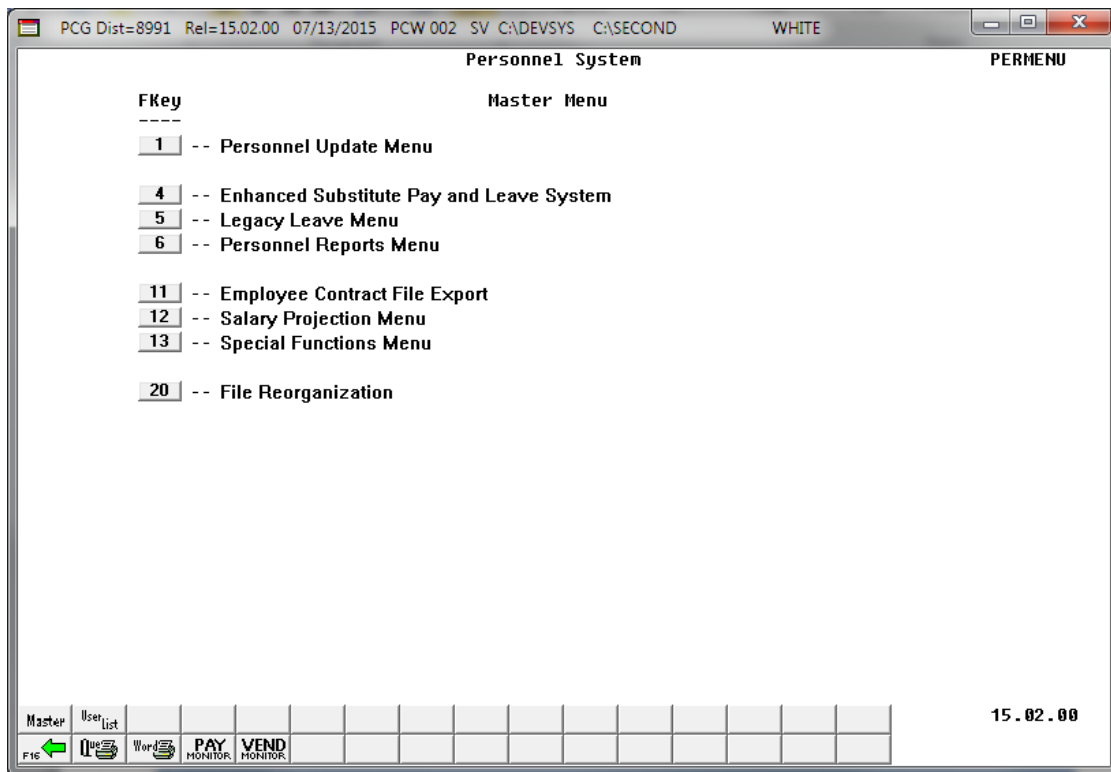 PCG Dist=8991 Rel=15.02.00 07/13/2015 PCW 002 SV C:\DEVSYS C:\SECOND WHITE
Personnel System PERMENU
FKey Master Menu
----
1 -- Personnel Update Menu
4 -- Enhanced Substitute Pay and Leave System
5 -- Legacy Leave Menu
6 -- Personnel Reports Menu
11 -- Employee Contract File Export
12 -- Salary Projection Menu
13 -- Special Functions Menu
20 -- File Reorganization
Master User List 15.02.00
F16 Que Word PAY MONITOR VEND MONITOR